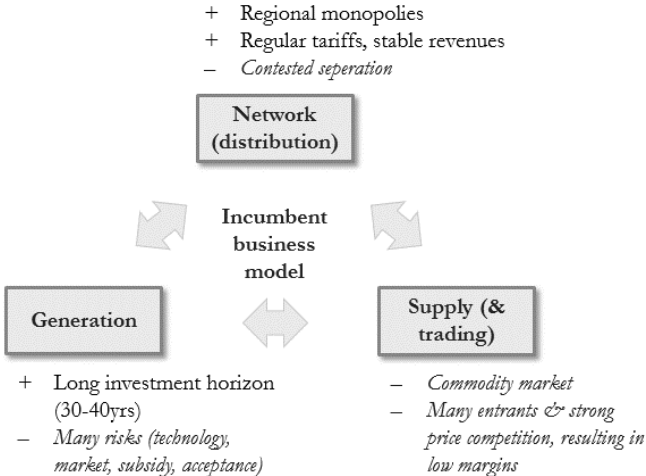 + Regional monopolies
+ Regular tariffs, stable revenues
– Contested seperation
Network
(distribution)
Incumbent
business
model
Generation
Supply (&
trading)
+ Long investment horizon
(30-40yrs)
– Many risks (technology,
market, subsidy, acceptance)
– Commodity market
– Many entrants & strong
price competition, resulting in
low margins